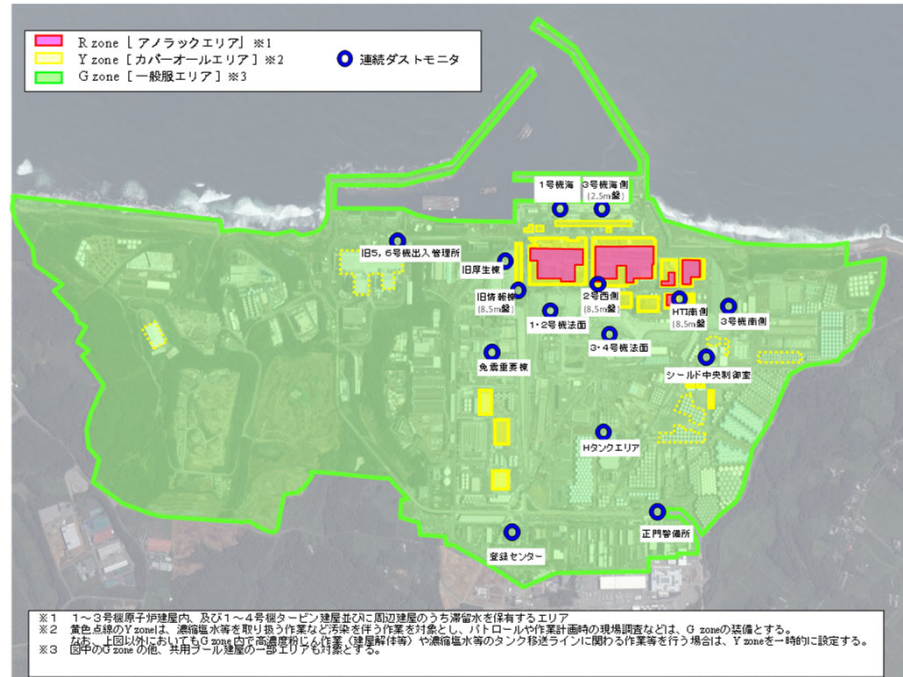 R zone [ アノラックエリア] ※1
Y zone [ カバーオールエリア ] ※2
G zone [ 一般服エリア ] ※3
連続ダストモニタ
1号機海
3号機海側
(2.5m盤)
旧5，6号機出入管理所
旧厚生棟
旧情報棟
(8.5m盤)
2号西側
(8.5m盤)
HTI南側
(8.5m盤)
3号機南側
1・2号機法面
3・4号機法面
免震重要棟
シールド中央制御室
Hタンクエリア
正門警備所
登録センター
※1 1～3号機原子炉建屋内、及び1～4号機タービン建屋並びに周辺建屋のうち滞留水を保有するエリア
※2 黄色点線のY zoneは、濃縮塩水等を取り扱う作業など汚染を伴う作業を対象とし、パトロールや作業計画時の現場調査などは、G zoneの装備とする。
なお、上図以外においてもG zone内で高濃度粉じん作業（建屋解体等）や濃縮塩水等のタンク移送ラインに関わる作業等を行う場合は、Y zoneを一時的に設定する。
※3 図中のG zone の他、共用プール建屋の一部エリアも対象とする。